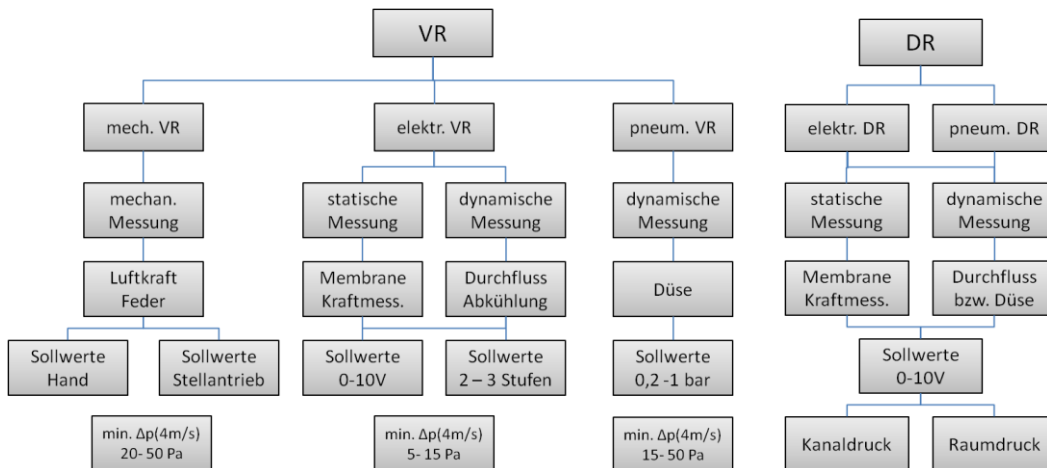 VR
DR
mech. VR
elektr. VR
pneum. VR
elektr. DR
pneum. DR
mechan.
Messung
statische
Messung
dynamische
Messung
dynamische
Messung
statische
Messung
dynamische
Messung
Luftkraft
Feder
Membrane
Kraftmess.
Durchfluss
Abkühlung
Düse
Membrane
Kraftmess.
Durchfluss
bzw. Düse
Sollwerte
Hand
Sollwerte
Stellantrieb
Sollwerte
0-10V
Sollwerte
2 – 3 Stufen
Sollwerte
0,2 -1 bar
Sollwerte
0-10V
min. Δp(4m/s)
20- 50 Pa
min. Δp(4m/s)
5- 15 Pa
min. Δp(4m/s)
15- 50 Pa
Kanaldruck
Raumdruck